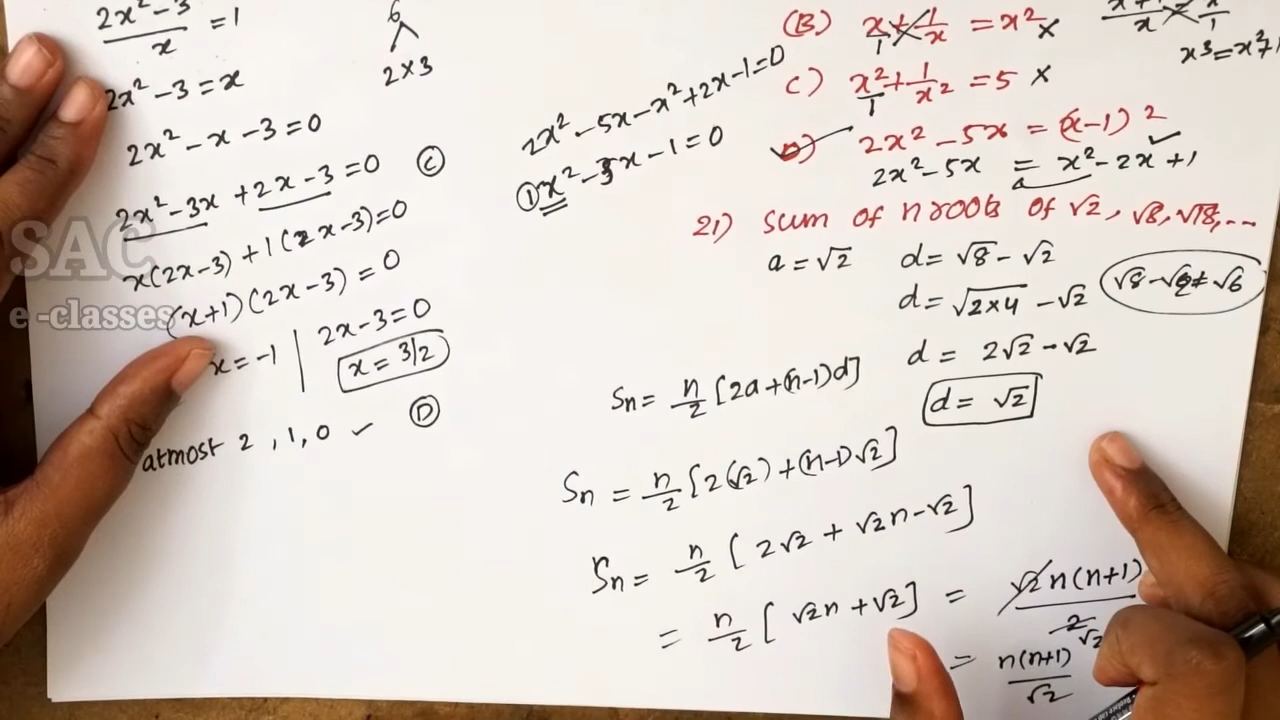 2x² - 3 / x = 1
2x² - 3 = x
2x² - x - 3 = 0
2x² - 3x + 2x - 3 = 0 Ⓒ
x(2x-3) + 1(2x-3) = 0
(x+1)(2x-3) = 0
x = -1 | 2x-3=0
x = 3/2
atmost 2, 1, 0 ✓ Ⓓ
6
2×3
2x² - 5x - x² + 2x - 1 = 0
① x² - 3x - 1 = 0
(B) x/1 + 1/x = x² ×
x³ = x² + 1
C) x²/1 + 1/x² = 5 ×
D) 2x² - 5x = (x-1)² ✓
2x² - 5x = x² - 2x + 1
21) sum of n roots of √2, √8, √18, ...
a = √2 d = √8 - √2
d = √2×4 - √2
√8 - √2 ≠ √6
d = 2√2 - √2
d = √2
Sn = n/2 [2a + (n-1)d]
Sn = n/2 [2(√2) + (n-1)√2]
Sn = n/2 [2√2 + √2n - √2]
= n/2 [√2n + √2] = √2 n(n+1) / 2 √2
= n(n+1) / √2
SAC
e-classes